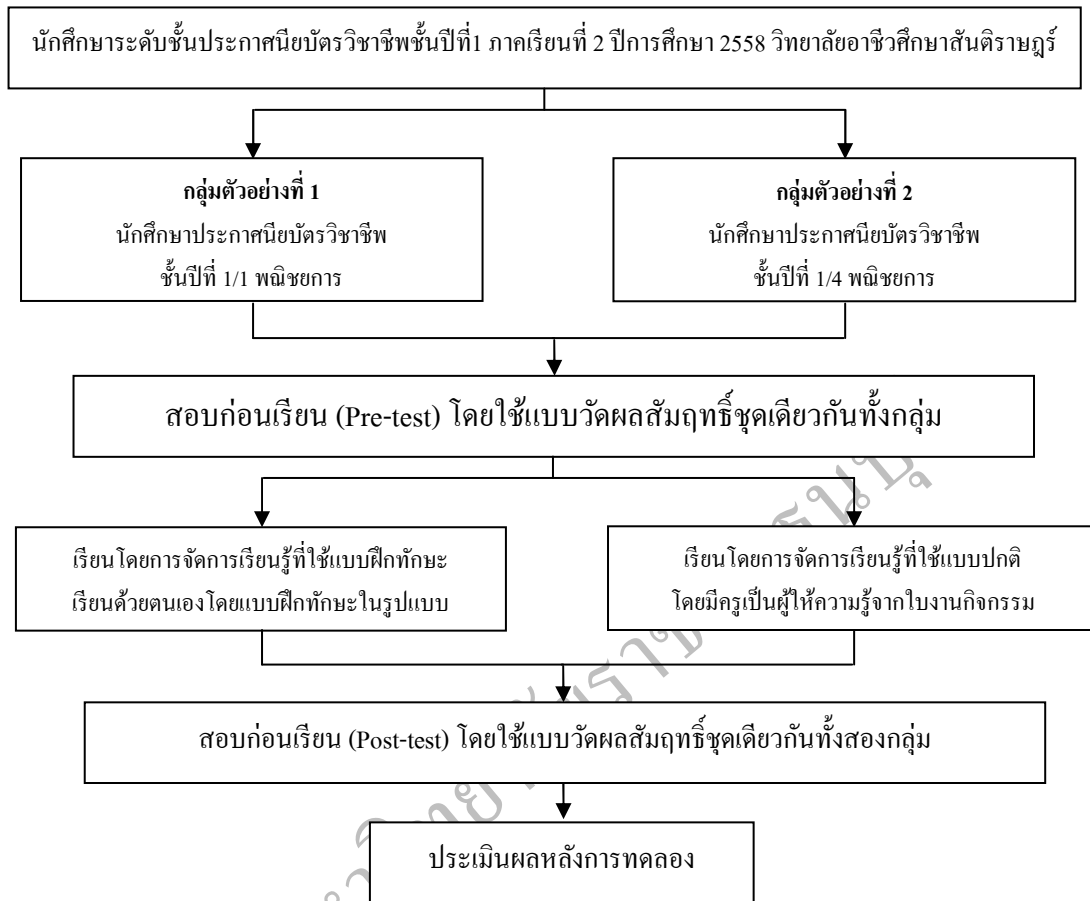 นักศึกษาระดับชั้นประกาศนียบัตรวิชาชีพชั้นปีที่1 ภาคเรียนที่ 2 ปีการศึกษา 2558 วิทยาลัยอาชีวศึกษาสันติราษฎร์
กลุ่มตัวอย่างที่ 1
นักศึกษาประกาศนียบัตรวิชาชีพ
ชั้นปีที่ 1/1 พณิชยการ
กลุ่มตัวอย่างที่ 2
นักศึกษาประกาศนียบัตรวิชาชีพ
ชั้นปีที่ 1/4 พณิชยการ
สอบก่อนเรียน (Pre-test) โดยใช้แบบวัดผลสัมฤทธิ์ชุดเดียวกันทั้งกลุ่ม
เรียนโดยการจัดการเรียนรู้ที่ใช้แบบฝึกทักษะ
เรียนด้วยตนเองโดยแบบฝึกทักษะในรูปแบบ
เรียนโดยการจัดการเรียนรู้ที่ใช้แบบปกติ
โดยมีครูเป็นผู้ให้ความรู้จากใบงานกิจกรรม
สอบก่อนเรียน (Post-test) โดยใช้แบบวัดผลสัมฤทธิ์ชุดเดียวกันทั้งสองกลุ่ม
ประเมินผลหลังการทดลอง